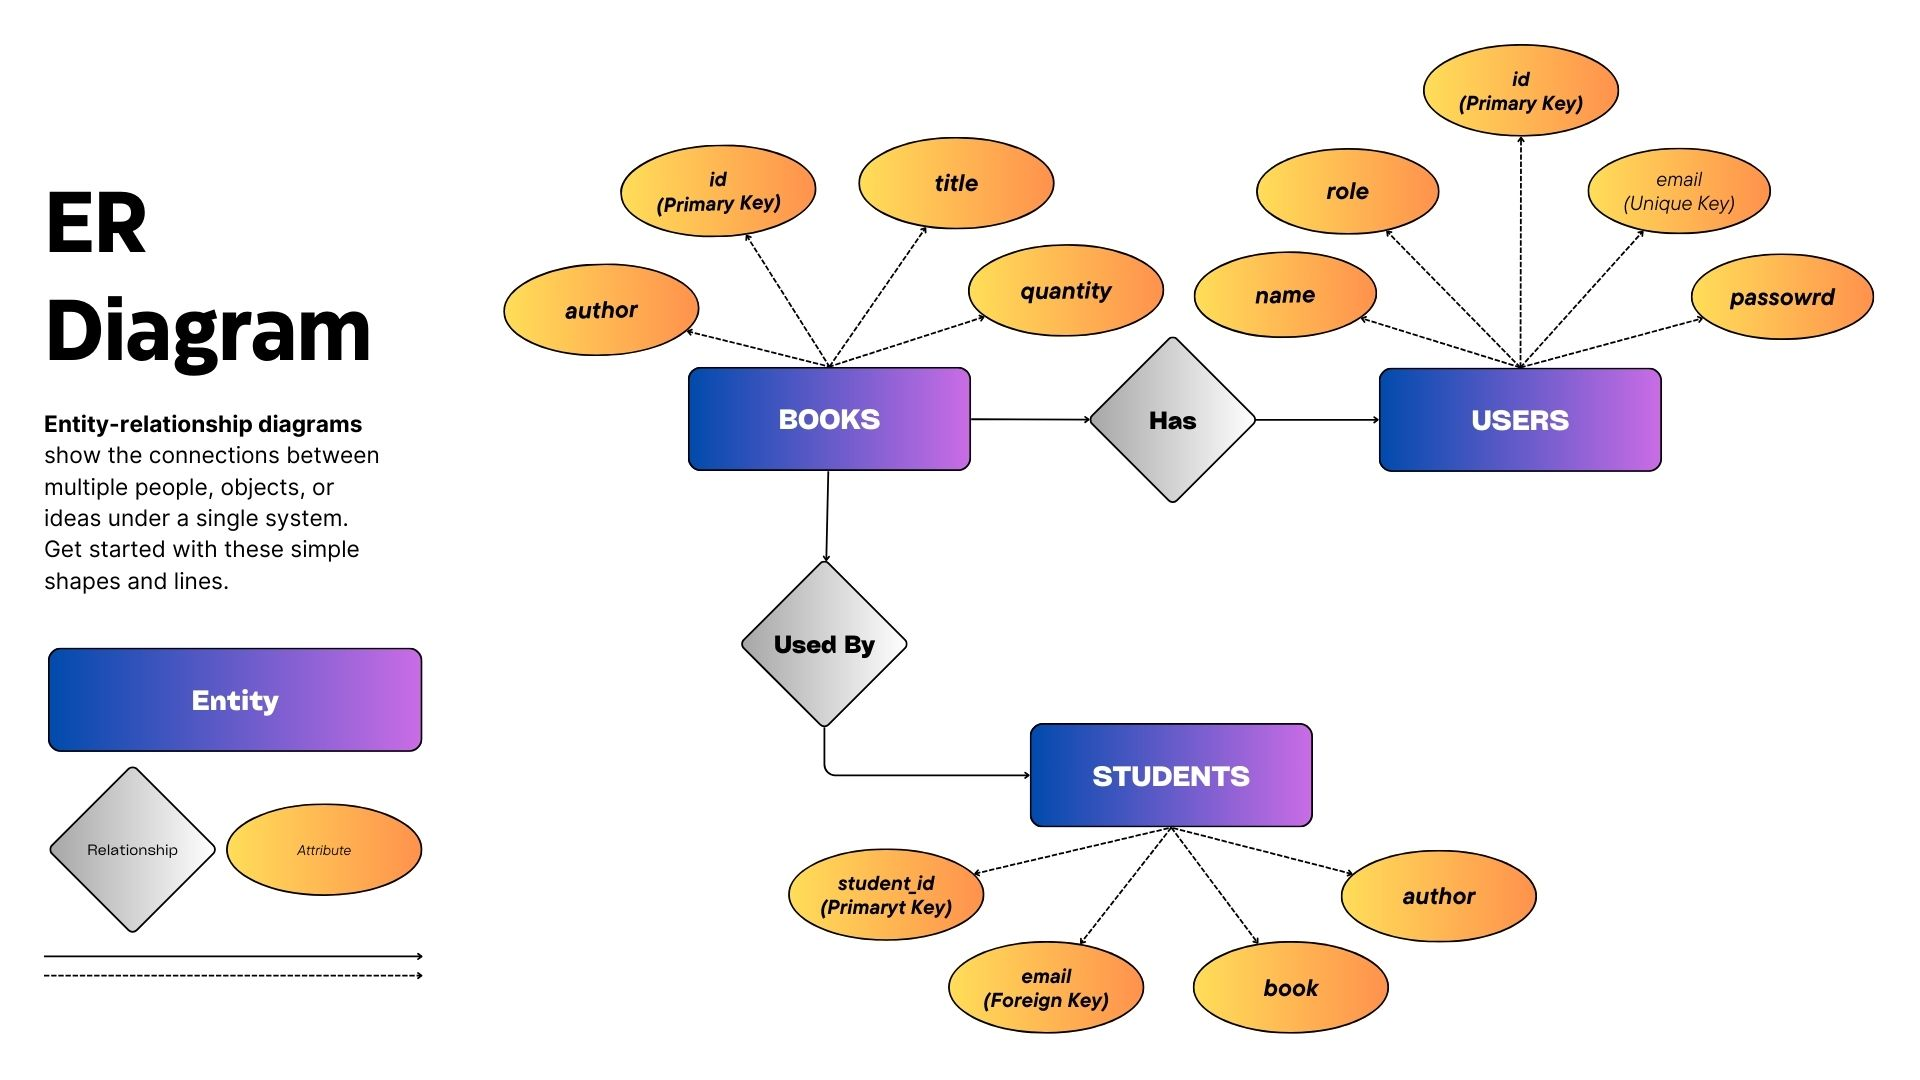 ER
Diagram
Entity-relationship diagrams
show the connections between
multiple people, objects, or
ideas under a single system.
Get started with these simple
shapes and lines.
Entity
Relationship
Attribute
author
id
(Primary Key)
title
quantity
BOOKS
Has
name
role
id
(Primary Key)
email
(Unique Key)
passowrd
USERS
Used By
STUDENTS
student_id
(Primaryt Key)
email
(Foreign Key)
book
author